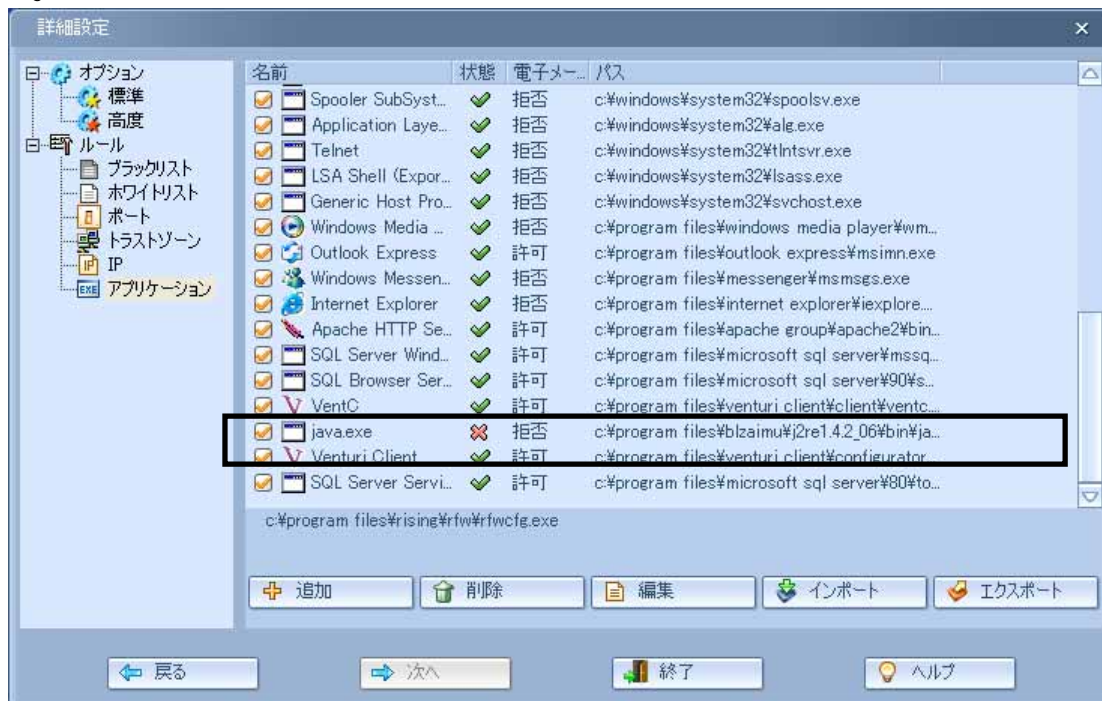 詳細設定
オプション
標準
高度
ルール
ブラックリスト
ホワイトリスト
ポート
トラストゾーン
IP
アプリケーション
名前 状態 電子メー... パス
Spooler SubSyst... 拒否 c:¥windows¥system32¥spoolsv.exe
Application Laye... 拒否 c:¥windows¥system32¥alg.exe
Telnet 拒否 c:¥windows¥system32¥tlntsvr.exe
LSA Shell (Expor... 拒否 c:¥windows¥system32¥lsass.exe
Generic Host Pro... 拒否 c:¥windows¥system32¥svchost.exe
Windows Media ... 拒否 c:¥program files¥windows media player¥wm...
Outlook Express 許可 c:¥program files¥outlook express¥msimn.exe
Windows Messen... 拒否 c:¥program files¥messenger¥msmsgs.exe
Internet Explorer 拒否 c:¥program files¥internet explorer¥iexplore....
Apache HTTP Se... 許可 c:¥program files¥apache group¥apache2¥bin...
SQL Server Wind... 許可 c:¥program files¥microsoft sql server¥mssq...
SQL Browser Ser... 許可 c:¥program files¥microsoft sql server¥90¥s...
VentC 許可 c:¥program files¥venturi client¥client¥ventc...
java.exe 拒否 c:¥program files¥blzaimu¥j2re1.4.2_06¥bin¥ja...
Venturi Client 許可 c:¥program files¥venturi client¥configurator...
SQL Server Servi... 許可 c:¥program files¥microsoft sql server¥80¥to...
c:¥program files¥rising¥rfw¥rfwcfg.exe
追加 削除 編集 インポート エクスポート
戻る 次へ 終了 ヘルプ